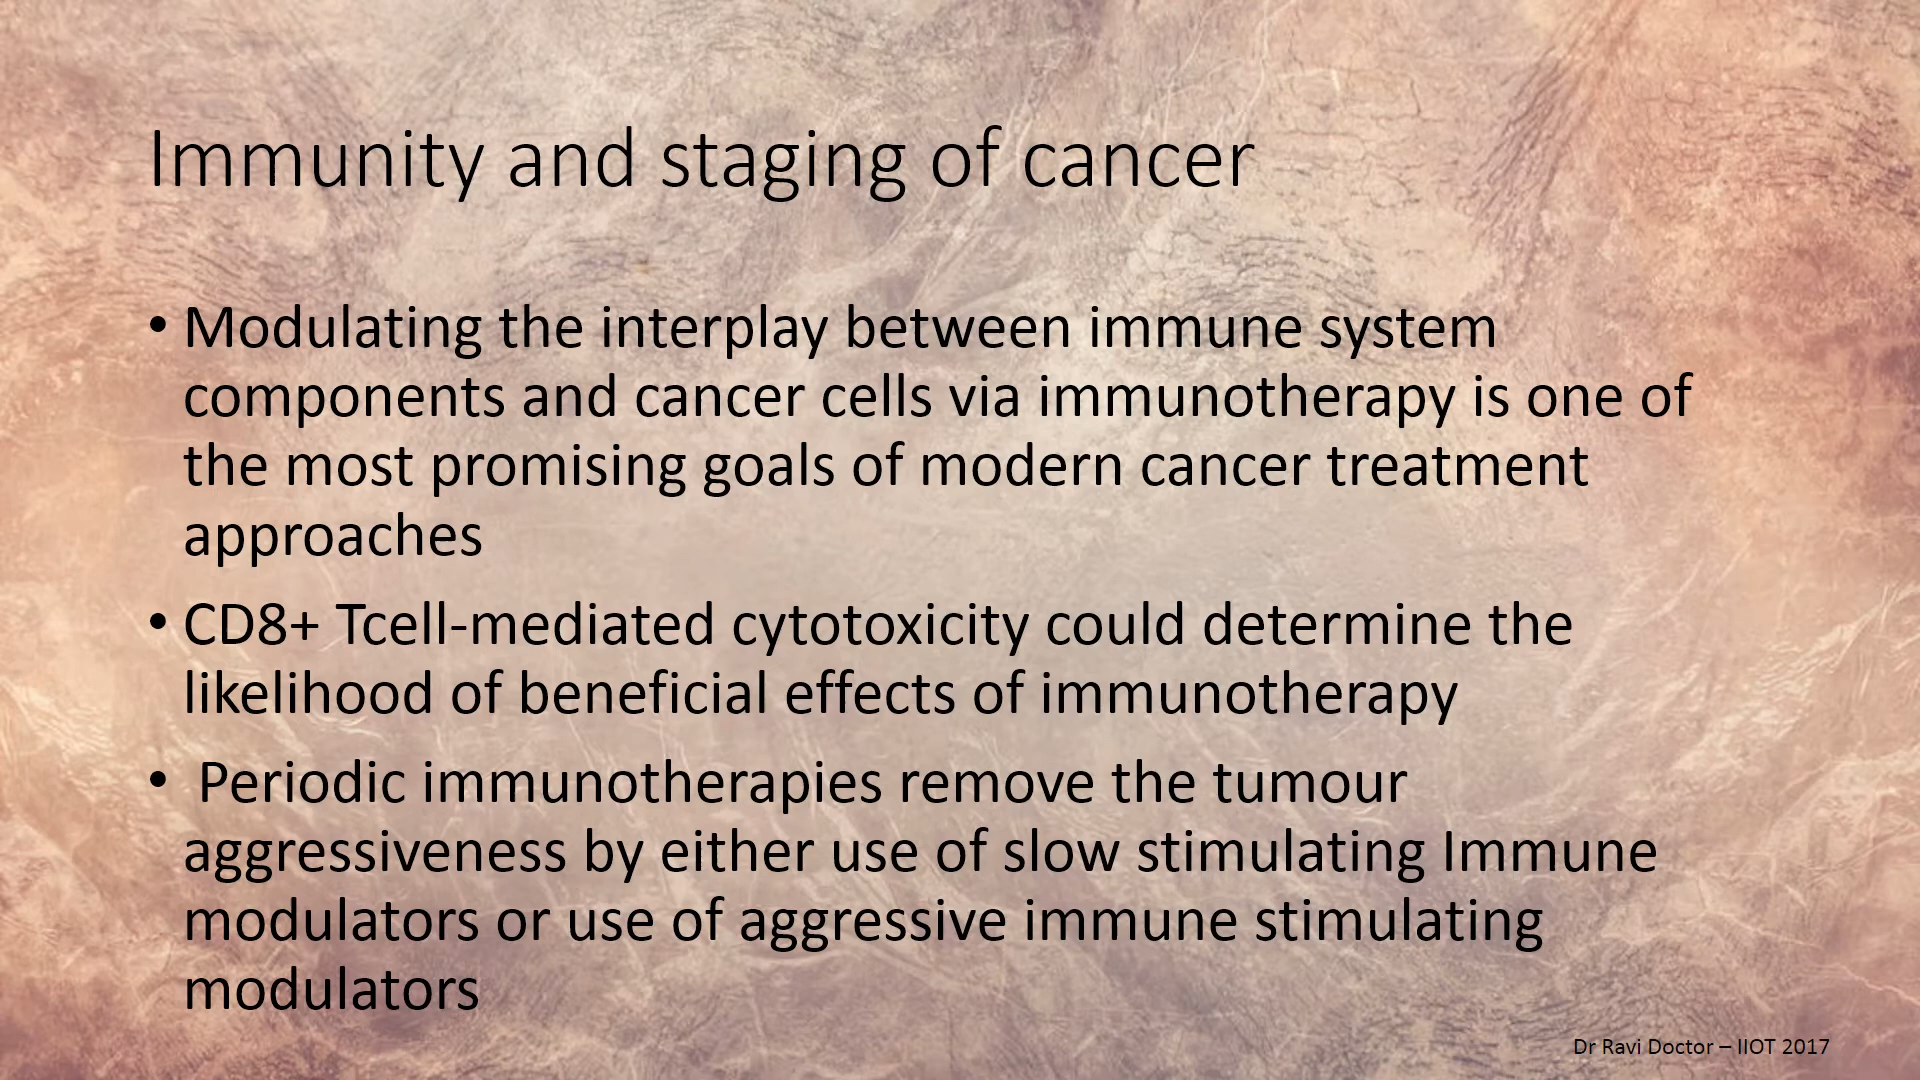 Immunity and staging of cancer
• Modulating the interplay between immune system
components and cancer cells via immunotherapy is one of
the most promising goals of modern cancer treatment
approaches
• CD8+ Tcell-mediated cytotoxicity could determine the
likelihood of beneficial effects of immunotherapy
• Periodic immunotherapies remove the tumour
aggressiveness by either use of slow stimulating Immune
modulators or use of aggressive immune stimulating
modulators
Dr Ravi Doctor – IIOT 2017